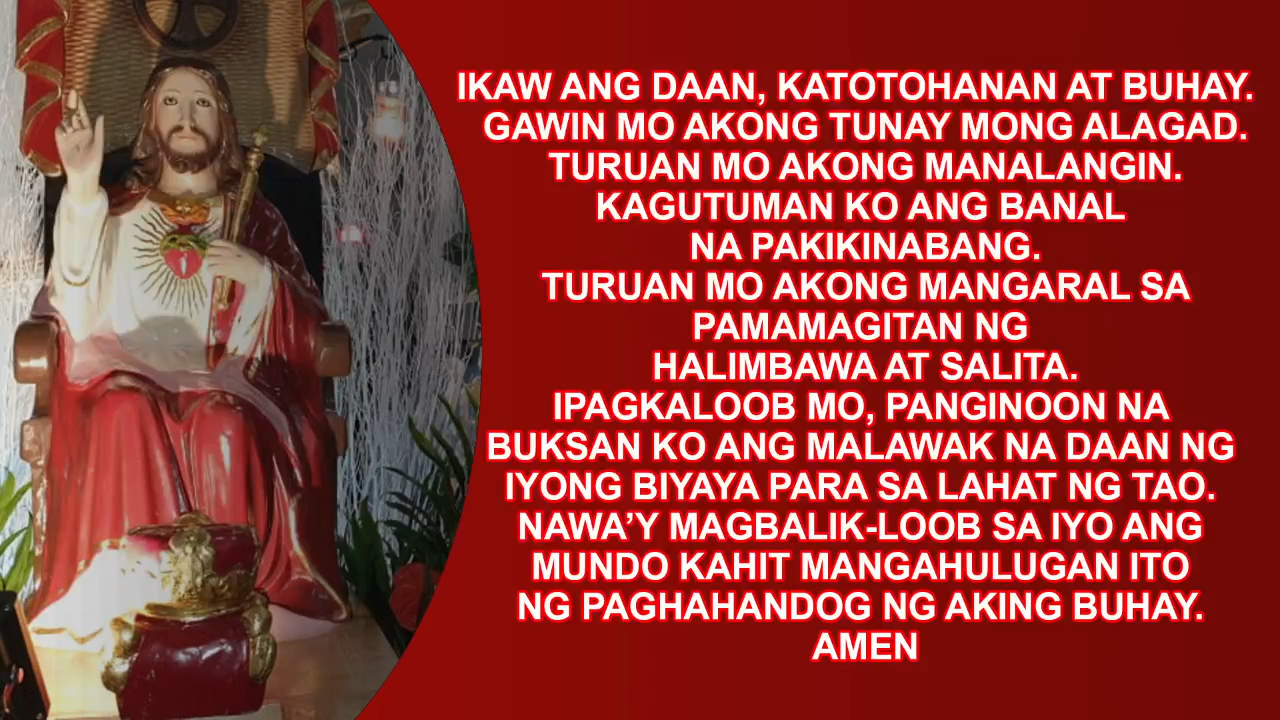 IKAW ANG DAAN, KATOTOHANAN AT BUHAY.
GAWIN MO AKONG TUNAY MONG ALAGAD.
TURUAN MO AKONG MANALANGIN.
KAGUTUMAN KO ANG BANAL
NA PAKIKINABANG.
TURUAN MO AKONG MANGARAL SA
PAMAMAGITAN NG
HALIMBAWA AT SALITA.
IPAGKALOOB MO, PANGINOON NA
BUKSAN KO ANG MALAWAK NA DAAN NG
IYONG BIYAYA PARA SA LAHAT NG TAO.
NAWA’Y MAGBALIK-LOOB SA IYO ANG
MUNDO KAHIT MANGAHULUGAN ITO
NG PAGHAHANDOG NG AKING BUHAY.
AMEN